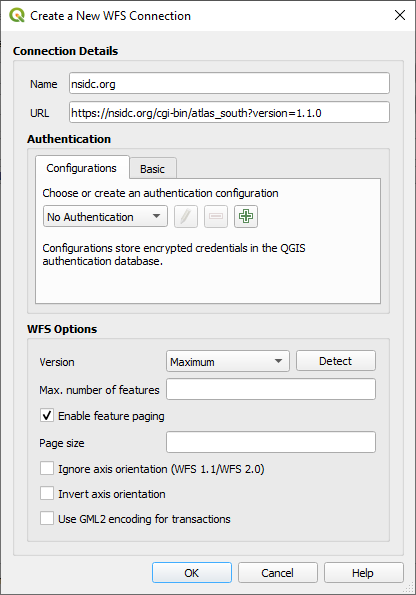 Create a New WFS Connection
Connection Details
Name nsidc.org
URL https://nsidc.org/cgi-bin/atlas_south?version=1.1.0
Authentication
Configurations Basic
Choose or create an authentication configuration
No Authentication
Configurations store encrypted credentials in the QGIS
authentication database.
WFS Options
Version Maximum Detect
Max. number of features
Enable feature paging
Page size
Ignore axis orientation (WFS 1.1/WFS 2.0)
Invert axis orientation
Use GML2 encoding for transactions
OK Cancel Help